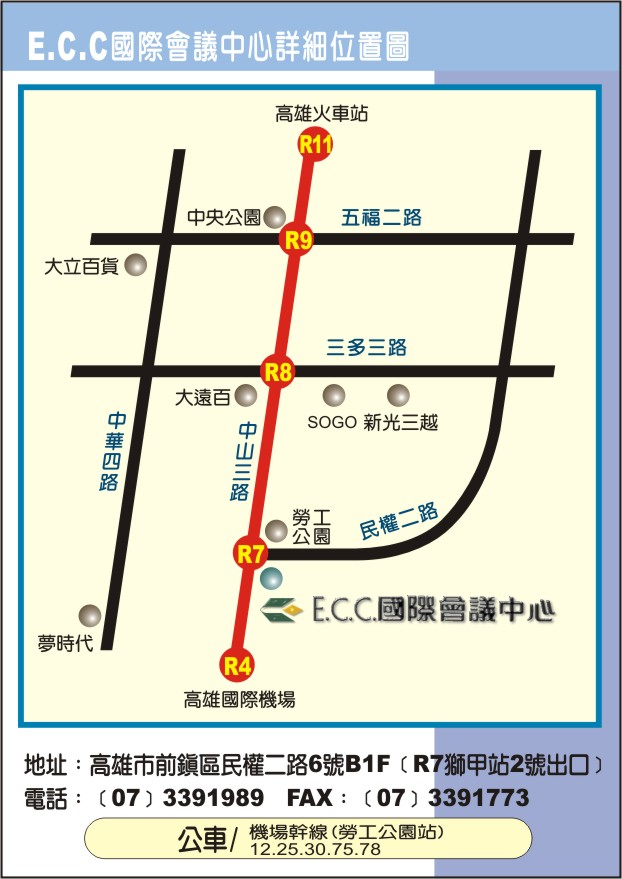 E.C.C國際會議中心詳細位置圖
高雄火車站
R11
中央公園
五福二路
R9
大立百貨
三多三路
R8
大遠百
SOGO 新光三越
中華四路
中山三路
勞工
公園
民權二路
R7
E.C.C.國際會議中心
夢時代
R4
高雄國際機場
地址：高雄市前鎮區民權二路6號B1F﹝R7獅甲站2號出口﹞
電話：﹝07﹞3391989 FAX：﹝07﹞3391773
公車/ 機場幹線(勞工公園站)
12.25.30.75.78